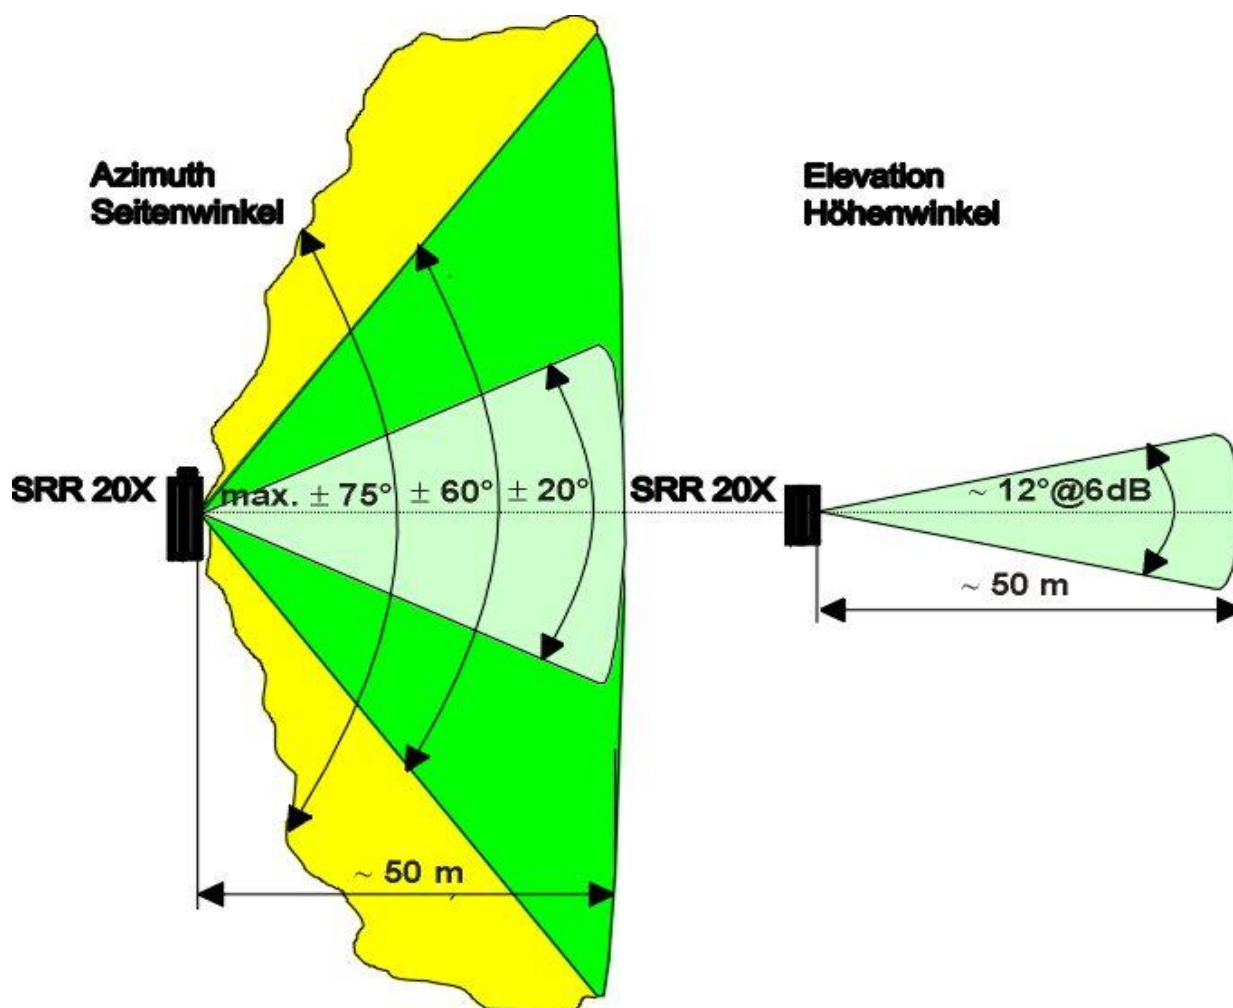 Azimuth
Seitenwinkel
Elevation
Höhenwinkel
SRR 20X
max. ± 75°
± 60°
± 20°
SRR 20X
~ 12°@6dB
~ 50 m
~ 50 m